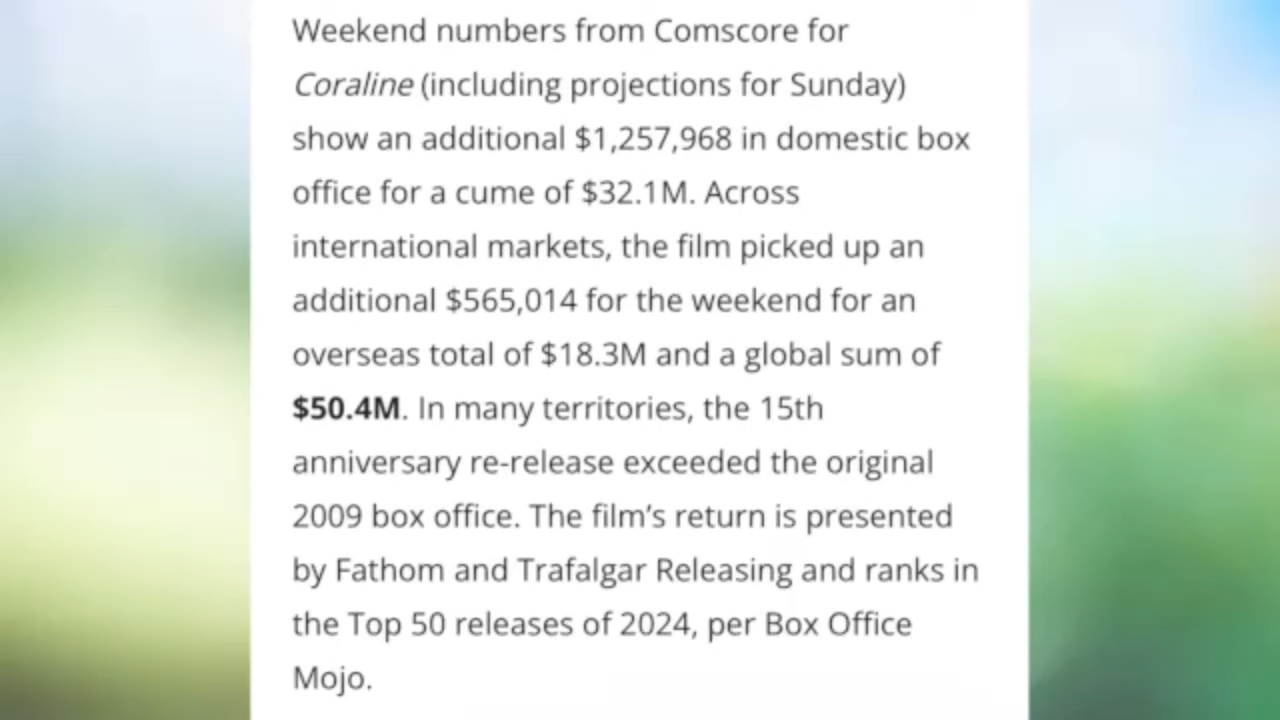 Weekend numbers from Comscore for
Coraline (including projections for Sunday)
show an additional $1,257,968 in domestic box
office for a cume of $32.1M. Across
international markets, the film picked up an
additional $565,014 for the weekend for an
overseas total of $18.3M and a global sum of
$50.4M. In many territories, the 15th
anniversary re-release exceeded the original
2009 box office. The film’s return is presented
by Fathom and Trafalgar Releasing and ranks in
the Top 50 releases of 2024, per Box Office
Mojo.